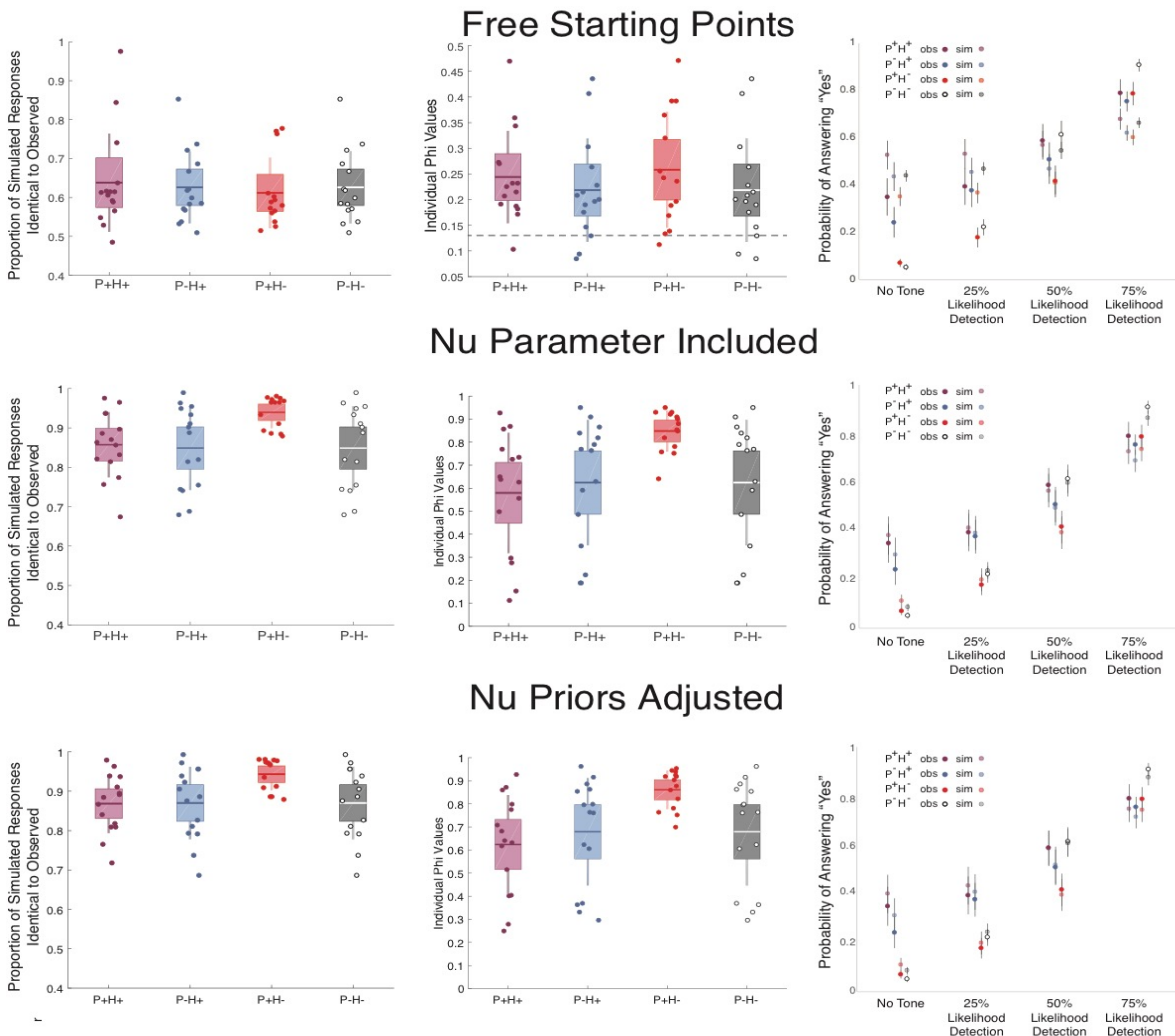 Free Starting Points
Proportion of Simulated Responses
Identical to Observed
1
0.9
0.8
0.7
0.6
0.5
0.4
P+H+ P-H+ P+H- P-H-
Individual Phi Values
0.5
0.45
0.4
0.35
0.3
0.25
0.2
0.15
0.1
0.05
P+H+ P-H+ P+H- P-H-
Probability of Answering “Yes”
1
0.8
0.6
0.4
0.2
0
P+H+ obs sim
P-H+ obs sim
P+H- obs sim
P-H- obs sim
No Tone 25% 50% 75%
Likelihood Likelihood Likelihood
Detection Detection Detection
Nu Parameter Included
Proportion of Simulated Responses
Identical to Observed
1
0.9
0.8
0.7
0.6
0.5
0.4
P+H+ P-H+ P+H- P-H-
Individual Phi Values
1
0.9
0.8
0.7
0.6
0.5
0.4
0.3
0.2
0.1
0
P+H+ P-H+ P+H- P-H-
Probability of Answering “Yes”
1
0.8
0.6
0.4
0.2
0
P+H+ obs sim
P-H+ obs sim
P+H- obs sim
P-H- obs sim
No Tone 25% 50% 75%
Likelihood Likelihood Likelihood
Detection Detection Detection
Nu Priors Adjusted
Proportion of Simulated Responses
Identical to Observed
1
0.9
0.8
0.7
0.6
0.5
0.4
P+H+ P-H+ P+H- P-H-
Individual Phi Values
1
0.9
0.8
0.7
0.6
0.5
0.4
0.3
0.2
0.1
0
P+H+ P-H+ P+H- P-H-
Probability of Answering “Yes”
1
0.8
0.6
0.4
0.2
0
P+H+ obs sim
P-H+ obs sim
P+H- obs sim
P-H- obs sim
No Tone 25% 50% 75%
Likelihood Likelihood Likelihood
Detection Detection Detection